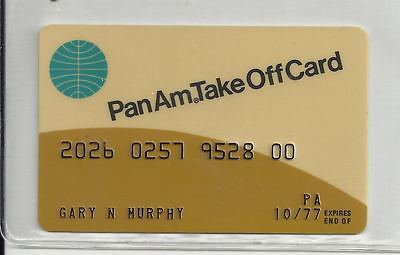 Pan Am. Take Off Card
2026 0257 9528 00
PA
GARY N MURPHY 10/77 EXPIRES END OF